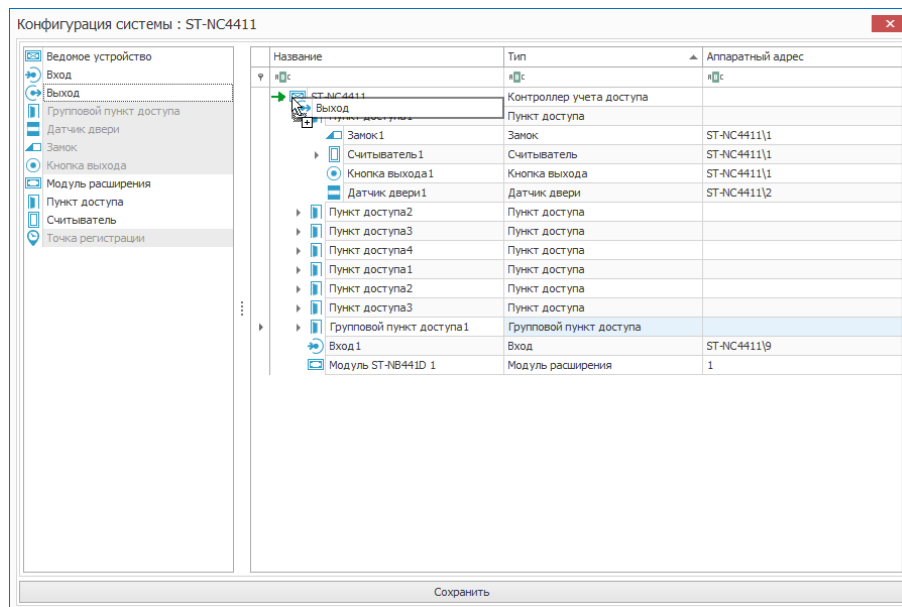 Конфигурация системы : ST-NC4411
Ведомое устройство
Вход
Выход
Групповой пункт доступа
Датчик двери
Замок
Кнопка выхода
Модуль расширения
Пункт доступа
Считыватель
Точка регистрации
Название Тип Аппаратный адрес
ST-NC4411 Контроллер учета доступа
Выход
Пункт доступа1 Пункт доступа
Замок1 Замок ST-NC4411\1
Считыватель1 Считыватель ST-NC4411\1
Кнопка выхода1 Кнопка выхода ST-NC4411\1
Датчик двери1 Датчик двери ST-NC4411\2
Пункт доступа2 Пункт доступа
Пункт доступа3 Пункт доступа
Пункт доступа4 Пункт доступа
Пункт доступа1 Пункт доступа
Пункт доступа2 Пункт доступа
Пункт доступа3 Пункт доступа
Групповой пункт доступа1 Групповой пункт доступа
Вход1 Вход ST-NC4411\9
Модуль ST-NB441D 1 Модуль расширения 1
Сохранить